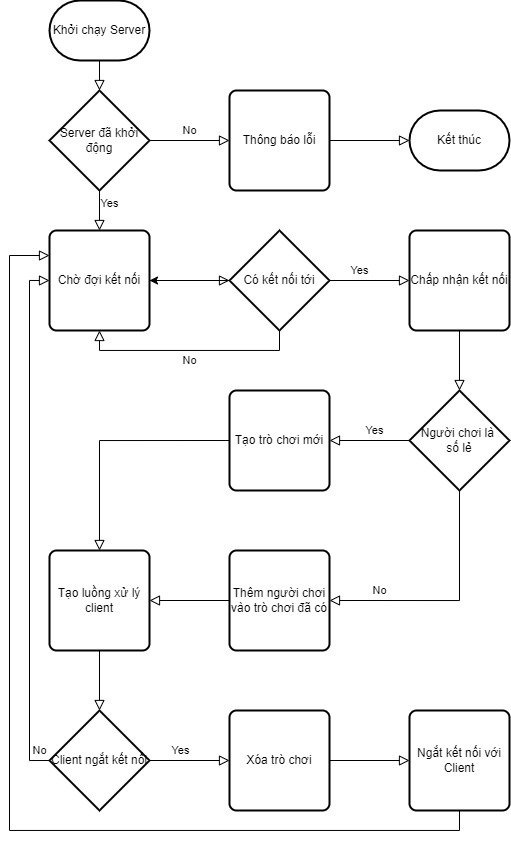 Khởi chạy Server
Server đã khởi
động
No
Thông báo lỗi
Kết thúc
Yes
Chờ đợi kết nối
Có kết nối tới
Yes
Chấp nhận kết nối
No
Tạo trò chơi mới
Yes
Người chơi là
số lẻ
Tạo luồng xử lý
client
Thêm người chơi
vào trò chơi đã có
No
No
Client ngắt kết nối
Yes
Xóa trò chơi
Ngắt kết nối với
Client